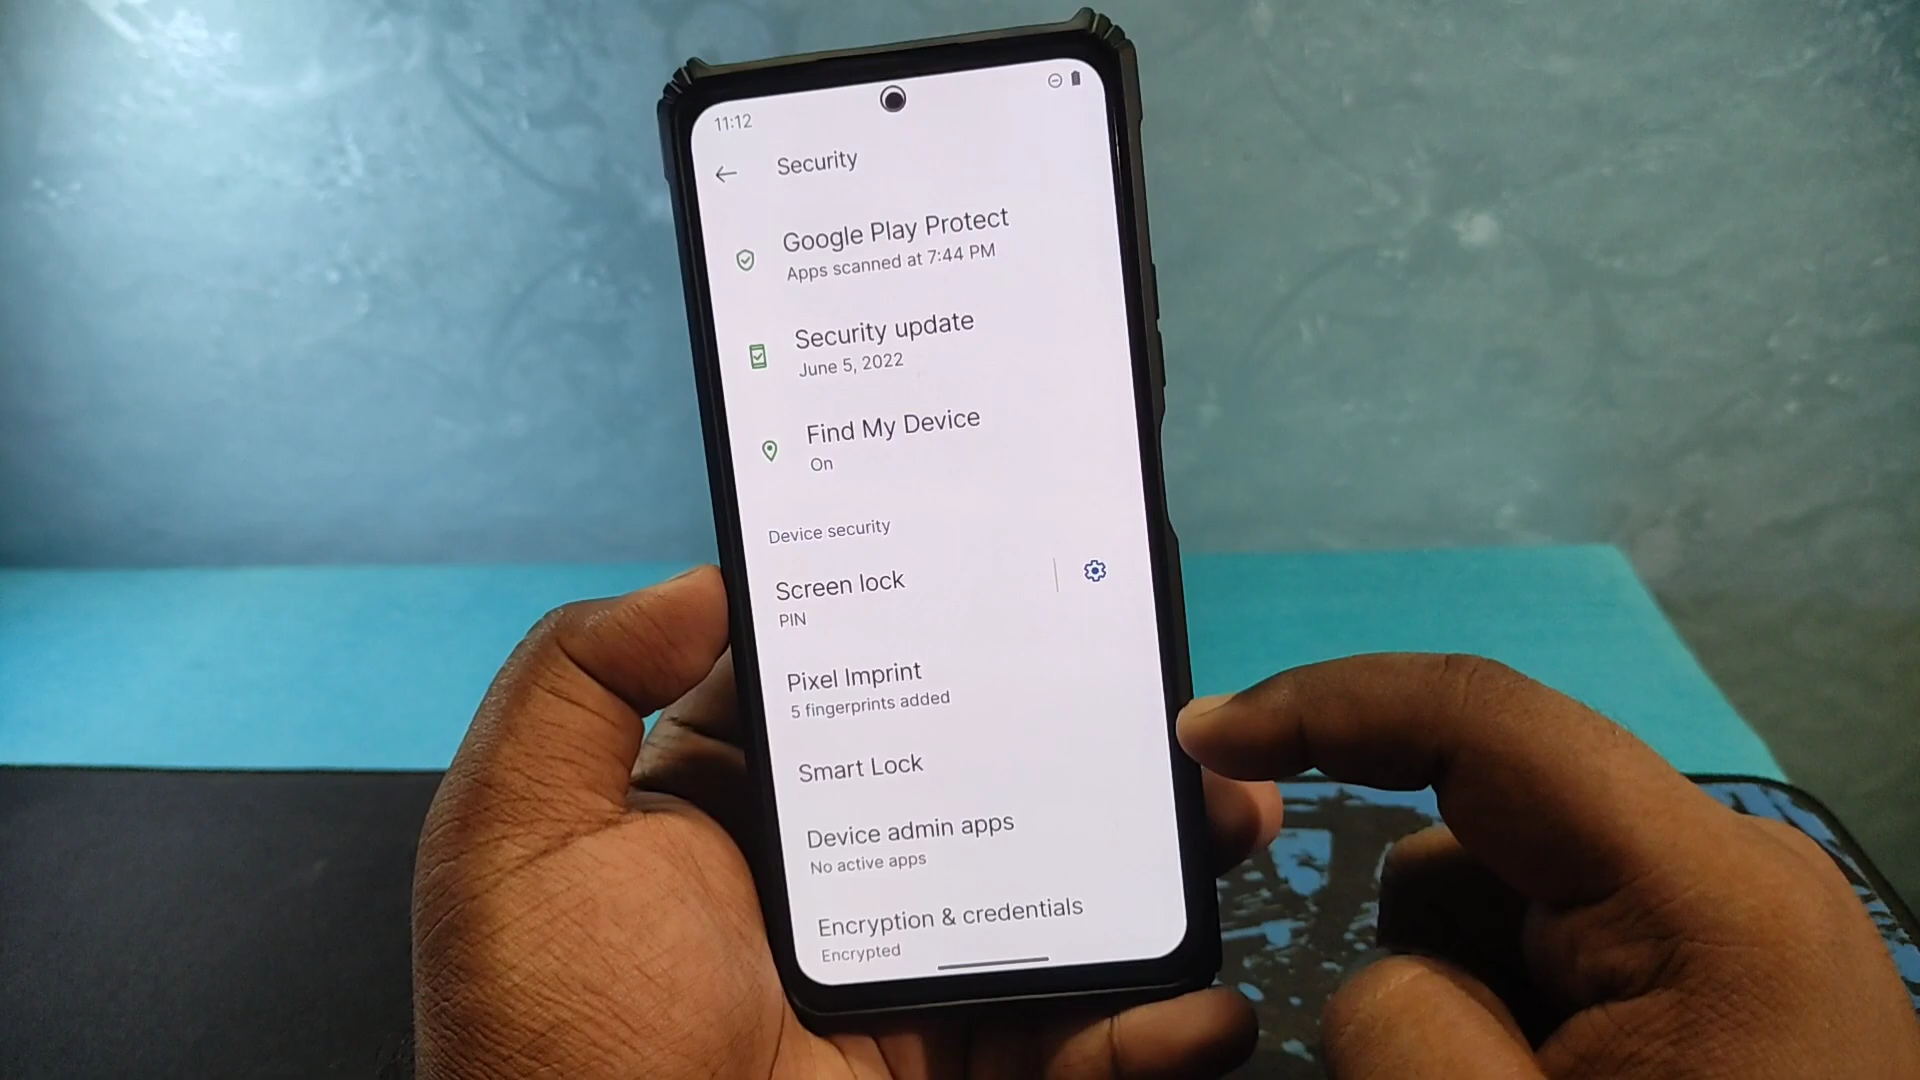 11:12
Security
Google Play Protect
Apps scanned at 7:44 PM
Security update
June 5, 2022
Find My Device
On
Device security
Screen lock
PIN
Pixel Imprint
5 fingerprints added
Smart Lock
Device admin apps
No active apps
Encryption & credentials
Encrypted